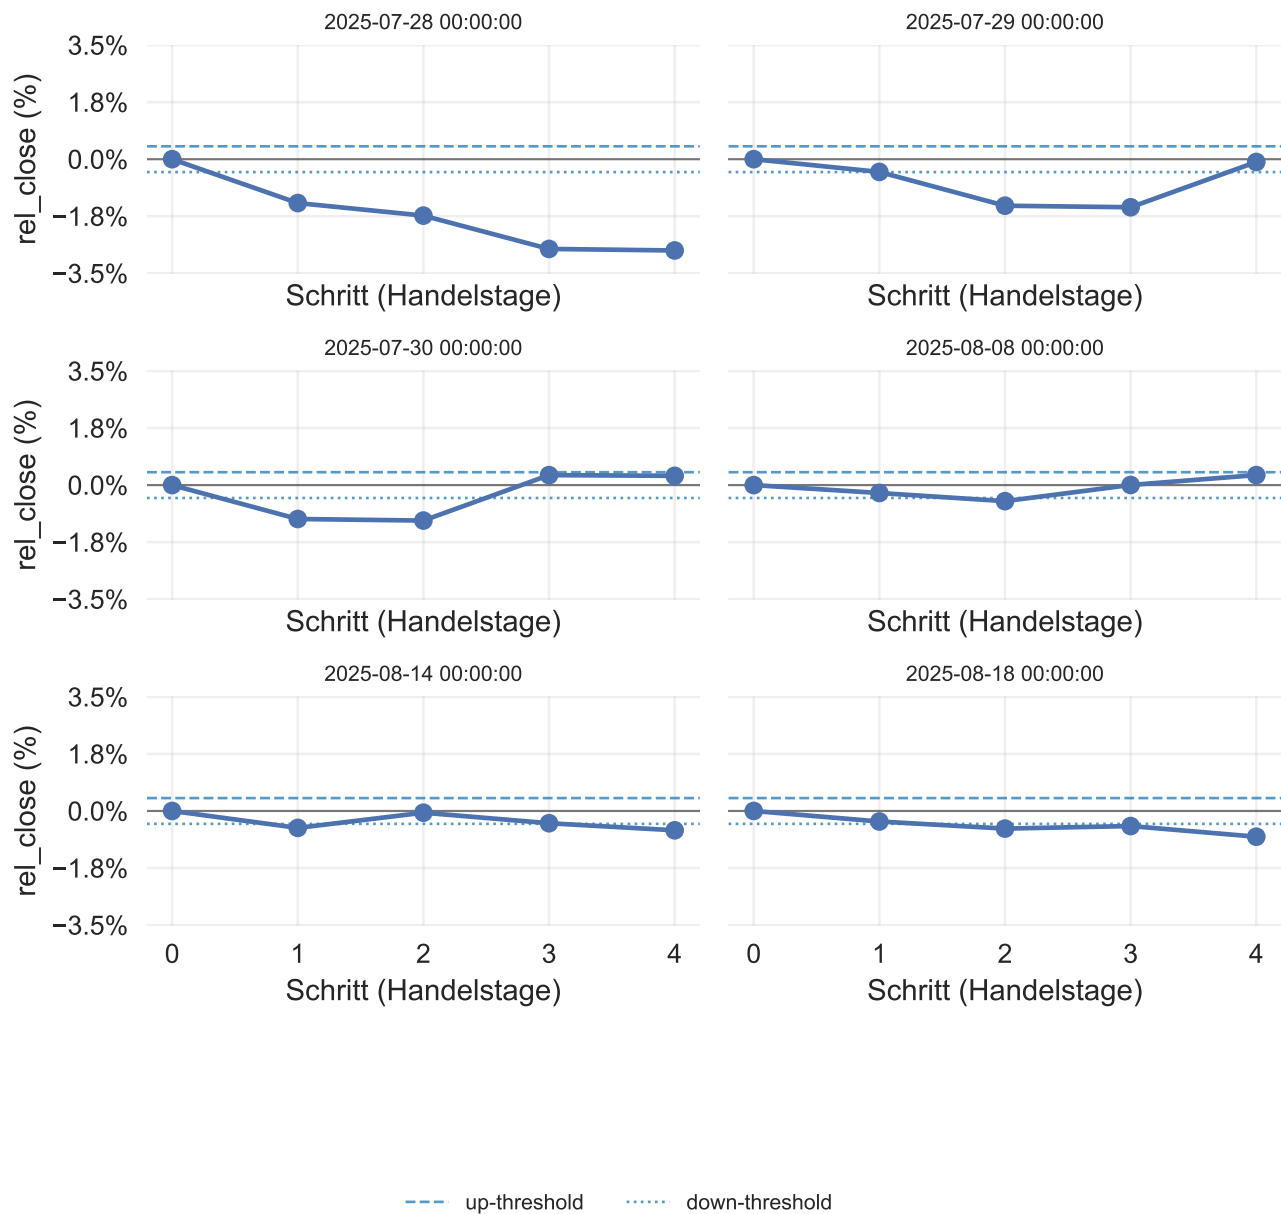 2025-07-28 00:00:00
2025-07-29 00:00:00
rel_close (%)
3.5%
1.8%
0.0%
−1.8%
−3.5%
Schritt (Handelstage)
Schritt (Handelstage)
2025-07-30 00:00:00
2025-08-08 00:00:00
rel_close (%)
3.5%
1.8%
0.0%
−1.8%
−3.5%
Schritt (Handelstage)
Schritt (Handelstage)
2025-08-14 00:00:00
2025-08-18 00:00:00
rel_close (%)
3.5%
1.8%
0.0%
−1.8%
−3.5%
0 1 2 3 4
0 1 2 3 4
Schritt (Handelstage)
Schritt (Handelstage)
up-threshold
down-threshold